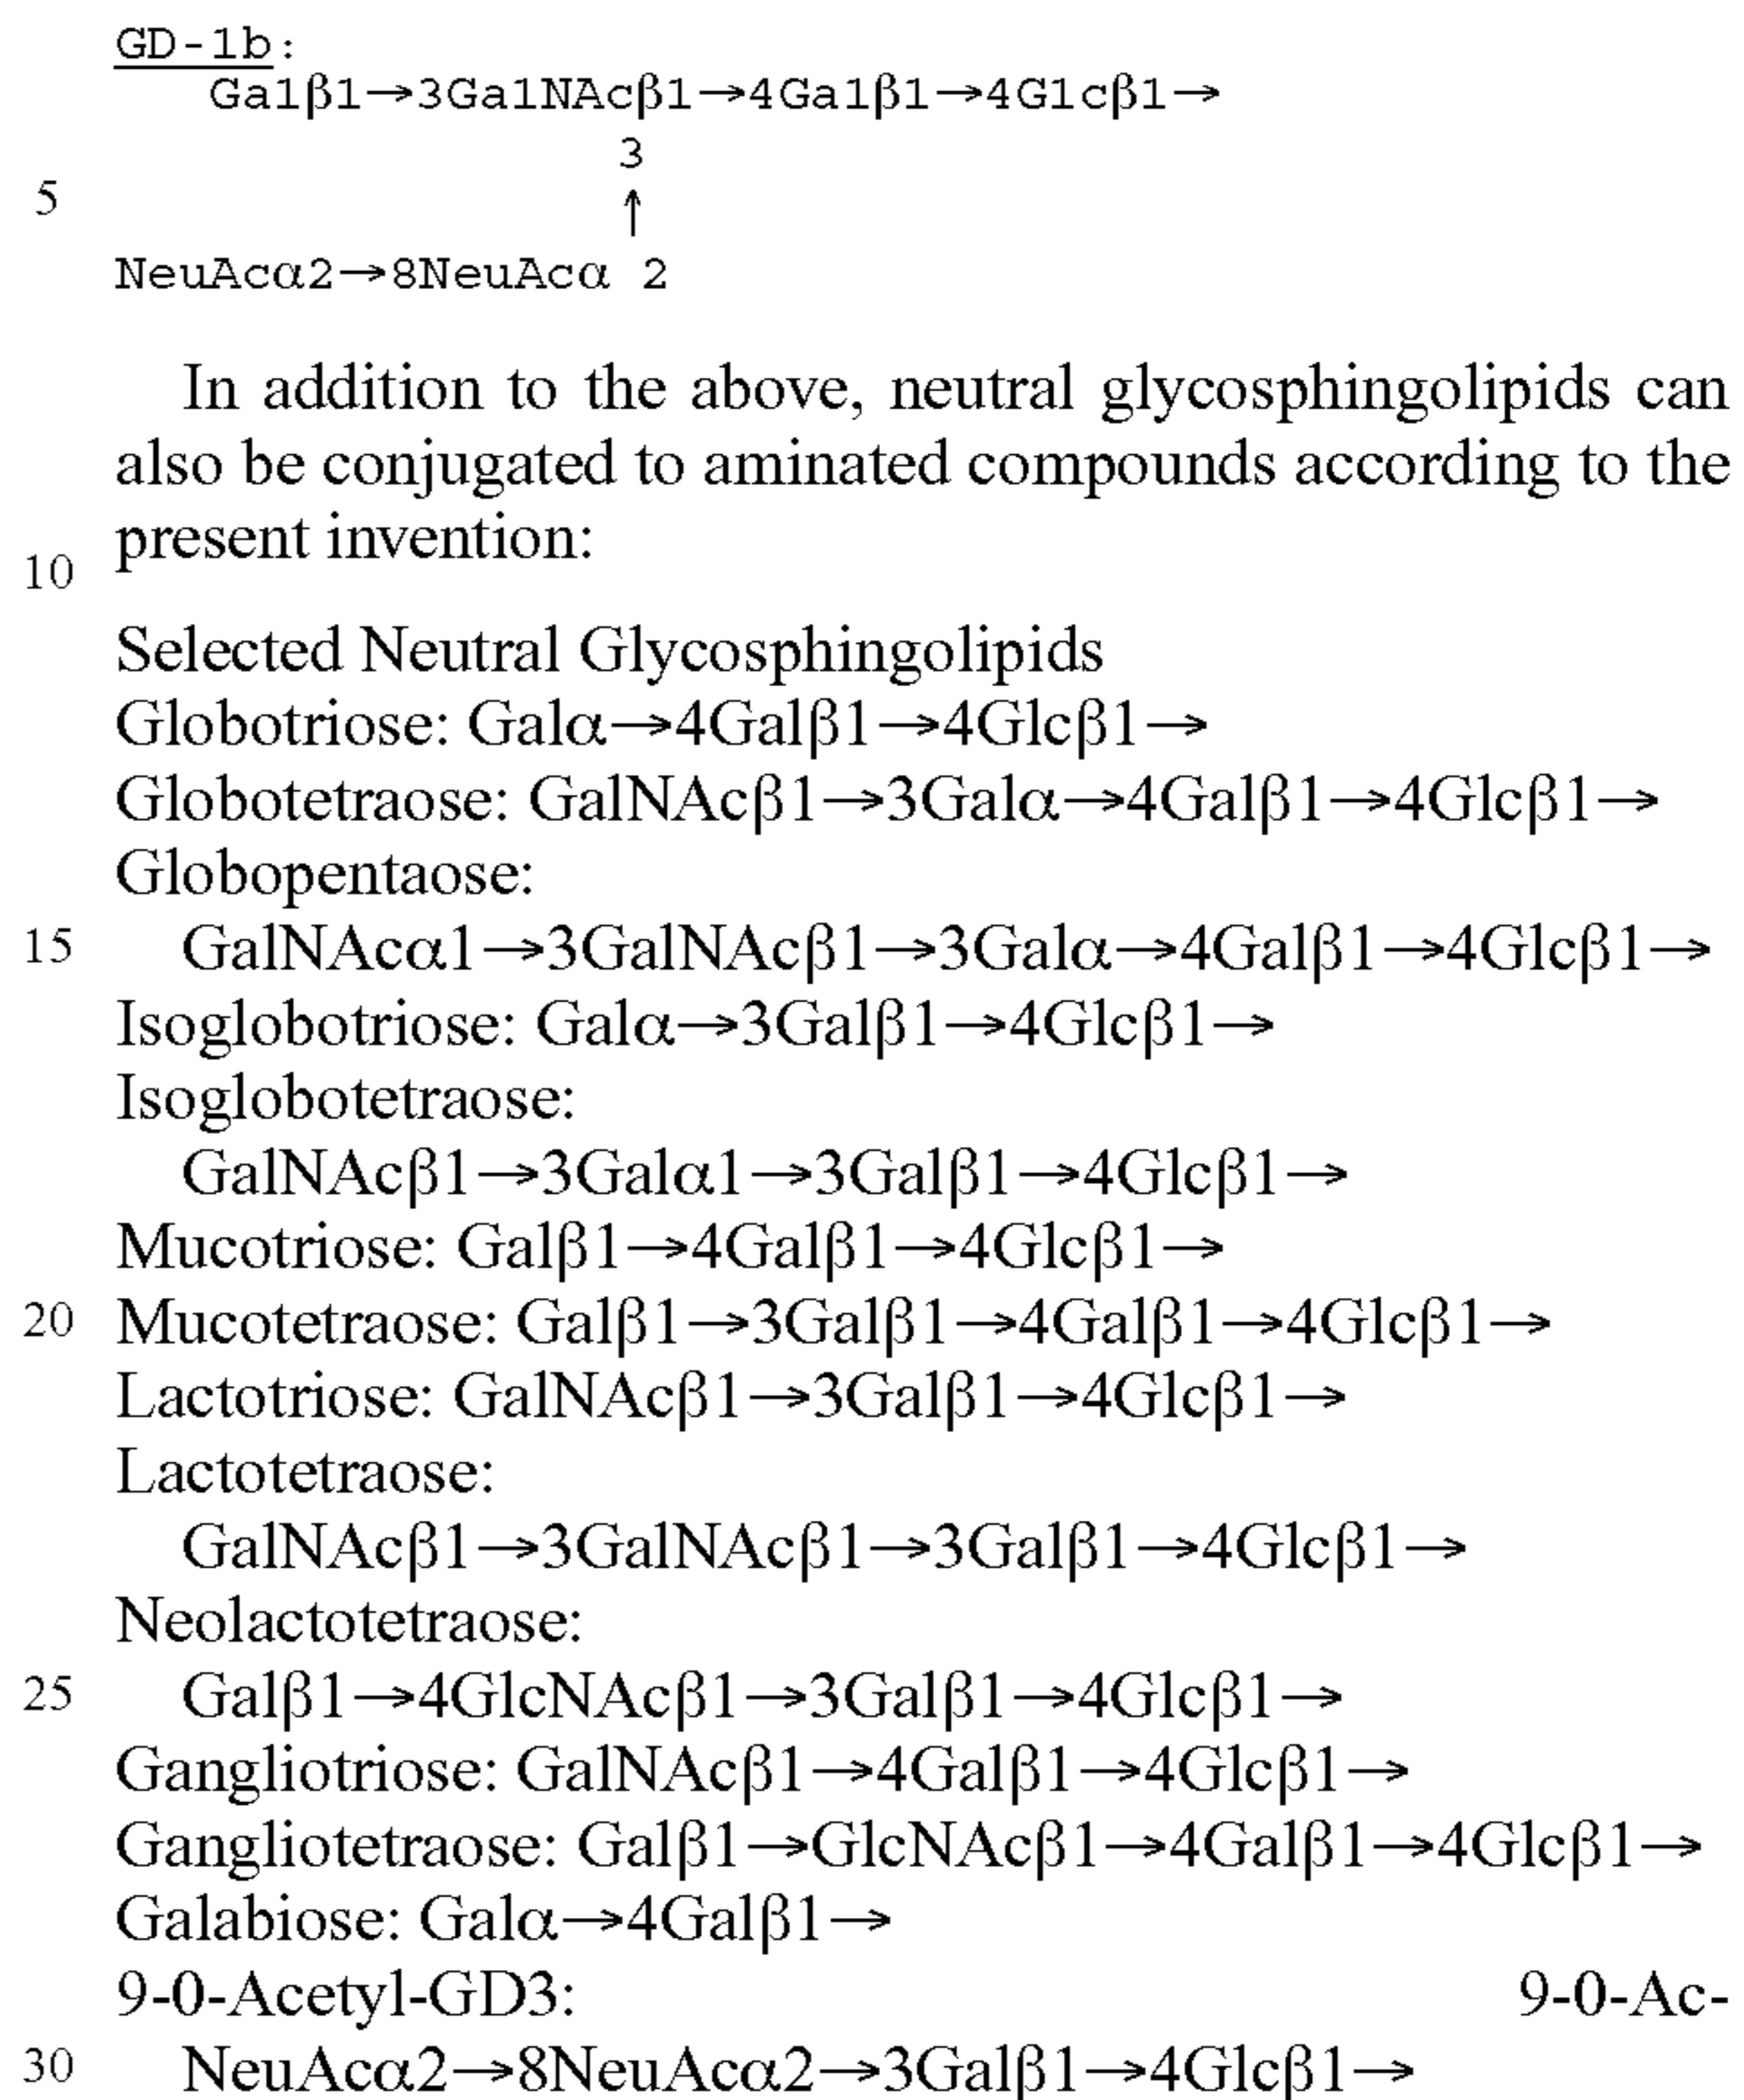 GD-1b:
Ga1β1→3Ga1NAcβ1→4Ga1β1→4G1cβ1→
3
5
↑
NeuAcα2→8NeuAcα 2
In addition to the above, neutral glycosphingolipids can
also be conjugated to aminated compounds according to the
present invention:
10
Selected Neutral Glycosphingolipids
Globotriose: Galα→4Galβ1→4Glcβ1→
Globotetraose: GalNAcβ1→3Galα→4Galβ1→4Glcβ1→
Globopentaose:
15 GalNAcα1→3GalNAcβ1→3Galα→4Galβ1→4Glcβ1→
Isoglobotriose: Galα→3Galβ1→4Glcβ1→
Isoglobotetraose:
GalNAcβ1→3Galα1→3Galβ1→4Glcβ1→
Mucotriose: Galβ1→4Galβ1→4Glcβ1→
20 Mucotetraose: Galβ1→3Galβ1→4Galβ1→4Glcβ1→
Lactotriose: GalNAcβ1→3Galβ1→4Glcβ1→
Lactotetraose:
GalNAcβ1→3GalNAcβ1→3Galβ1→4Glcβ1→
Neolactotetraose:
25 Galβ1→4GlcNAcβ1→3Galβ1→4Glcβ1→
Gangliotriose: GalNAcβ1→4Galβ1→4Glcβ1→
Gangliotetraose: Galβ1→GlcNAcβ1→4Galβ1→4Glcβ1→
Galabiose: Galα→4Galβ1→
9-0-Acetyl-GD3: 9-0-Ac-
30 NeuAcα2→8NeuAcα2→3Galβ1→4Glcβ1→